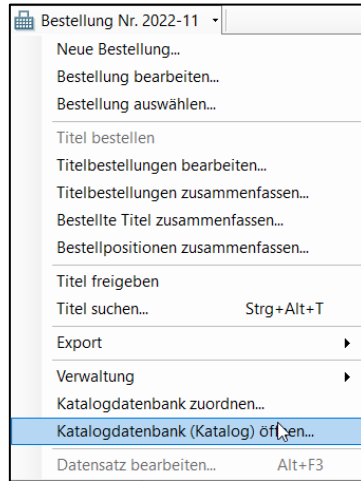 Bestellung Nr. 2022-11
Neue Bestellung...
Bestellung bearbeiten...
Bestellung auswählen...
Titel bestellen
Titelbestellungen bearbeiten...
Titelbestellungen zusammenfassen...
Bestellte Titel zusammenfassen...
Bestellpositionen zusammenfassen...
Titel freigeben
Titel suchen... Strg+Alt+T
Export
Verwaltung
Katalogdatenbank zuordnen...
Katalogdatenbank (Katalog) öffnen...
Datensatz bearbeiten... Alt+F3